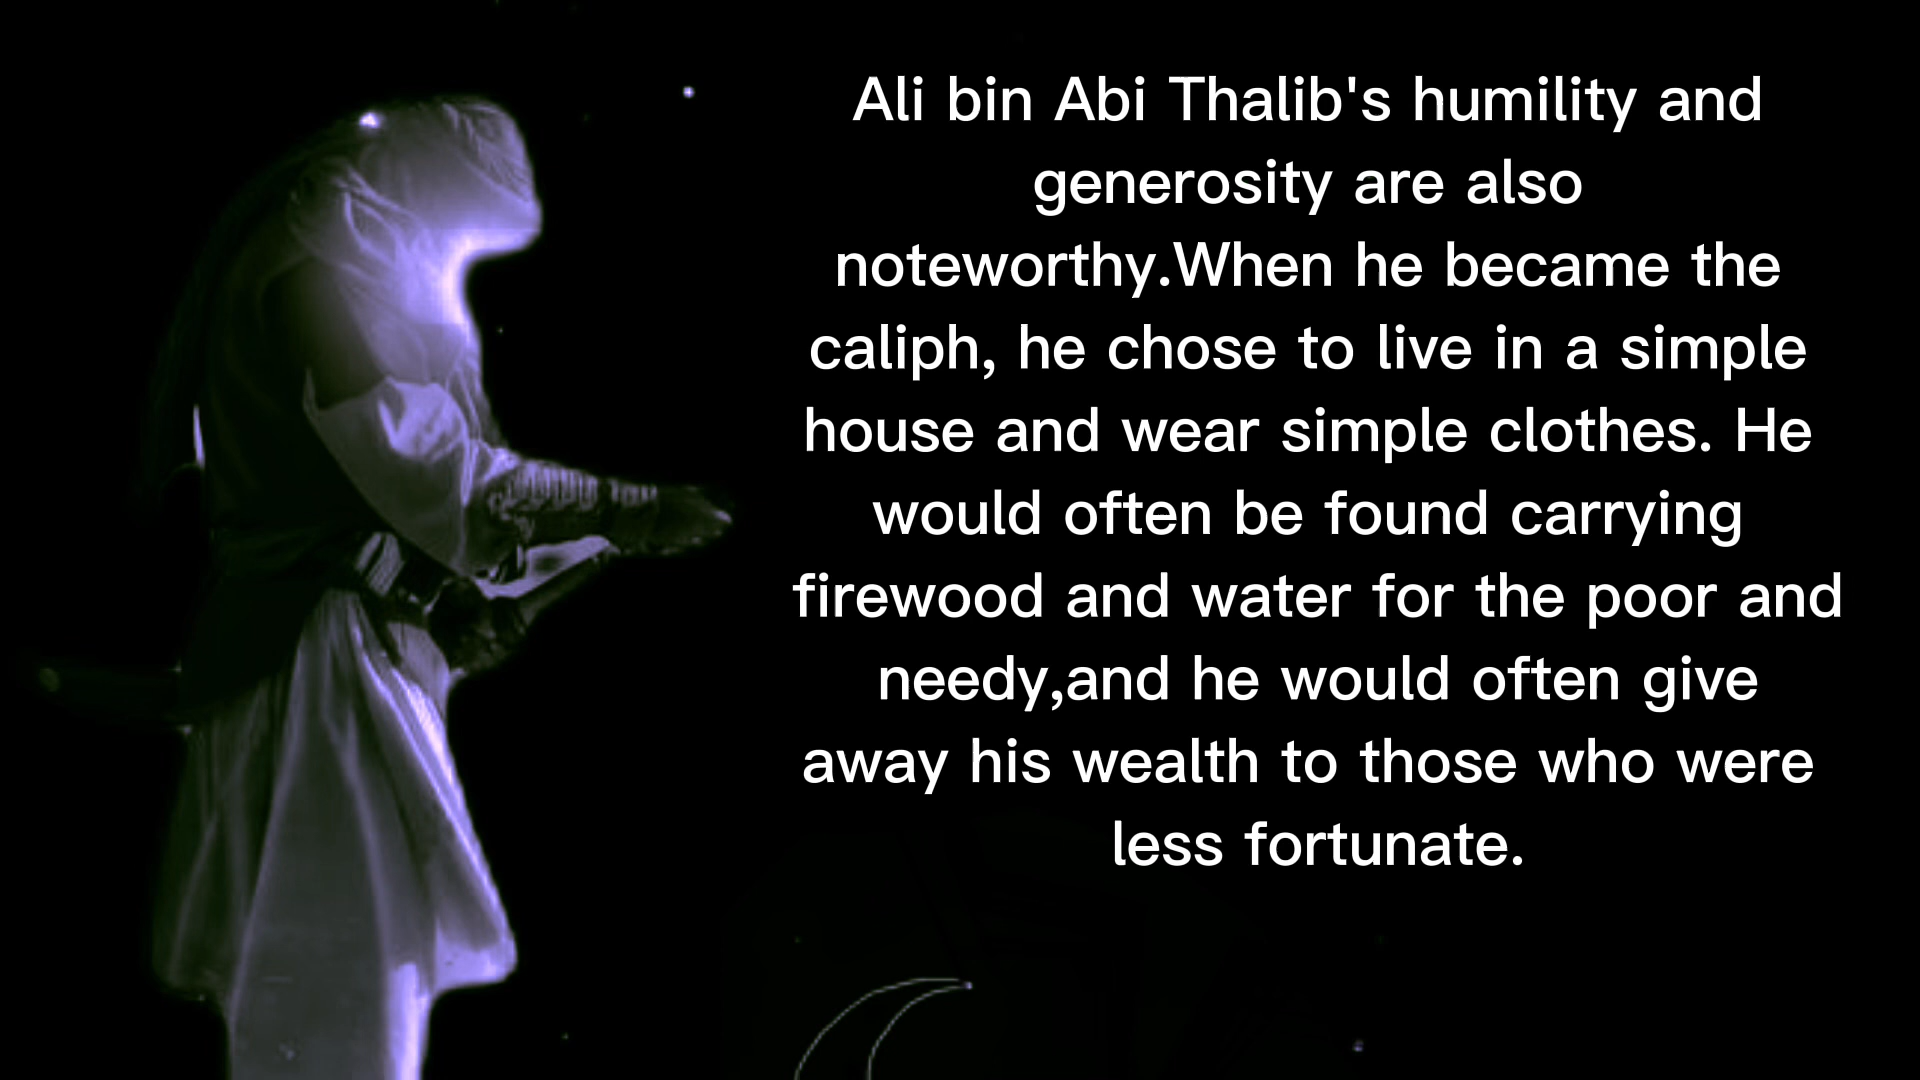 Ali bin Abi Thalib's humility and
generosity are also
noteworthy.When he became the
caliph, he chose to live in a simple
house and wear simple clothes. He
would often be found carrying
firewood and water for the poor and
needy,and he would often give
away his wealth to those who were
less fortunate.